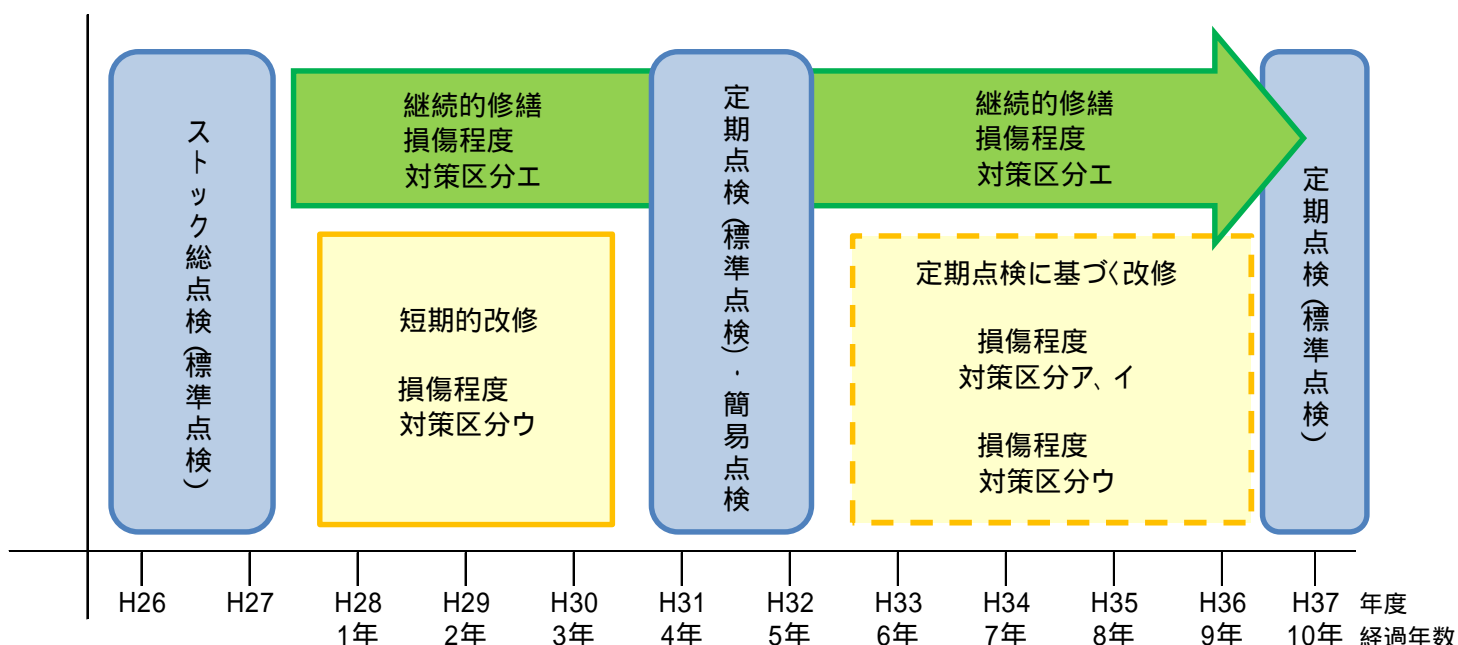 ストック総点検(標準点検)
継続的修繕
損傷程度
対策区分エ
短期的改修
損傷程度
対策区分ウ
定期点検(標準点検)・簡易点検
継続的修繕
損傷程度
対策区分エ
定期点検に基づく改修
損傷程度
対策区分ア、イ
損傷程度
対策区分ウ
定期点検(標準点検)
H26 H27 H28 H29 H30 H31 H32 H33 H34 H35 H36 H37 年度
1年 2年 3年 4年 5年 6年 7年 8年 9年 10年 経過年数